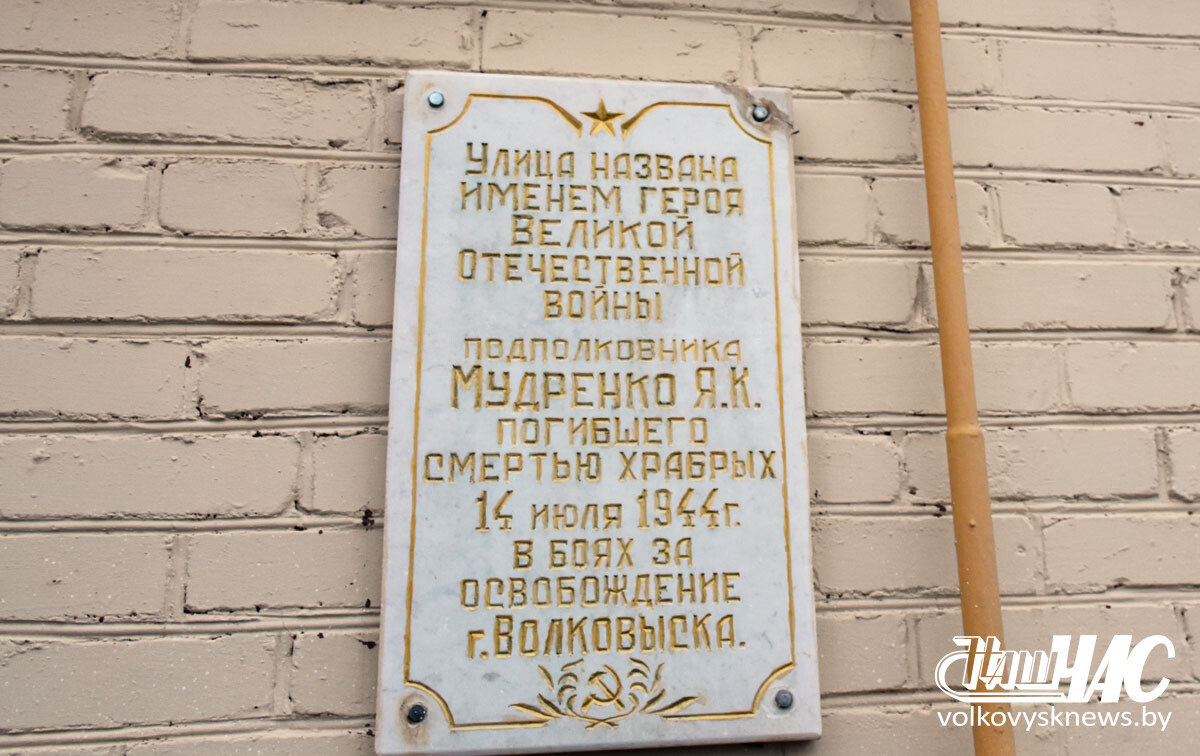 Улица названа
именем героя
Великой
Отечественной
войны
подполковника
Мудренко Я.К.
погибшего
смертью храбрых
14 июля 1944г.
в боях за
освобождение
г.Волковыска.
Наш ЧАС
volkovysknews.by